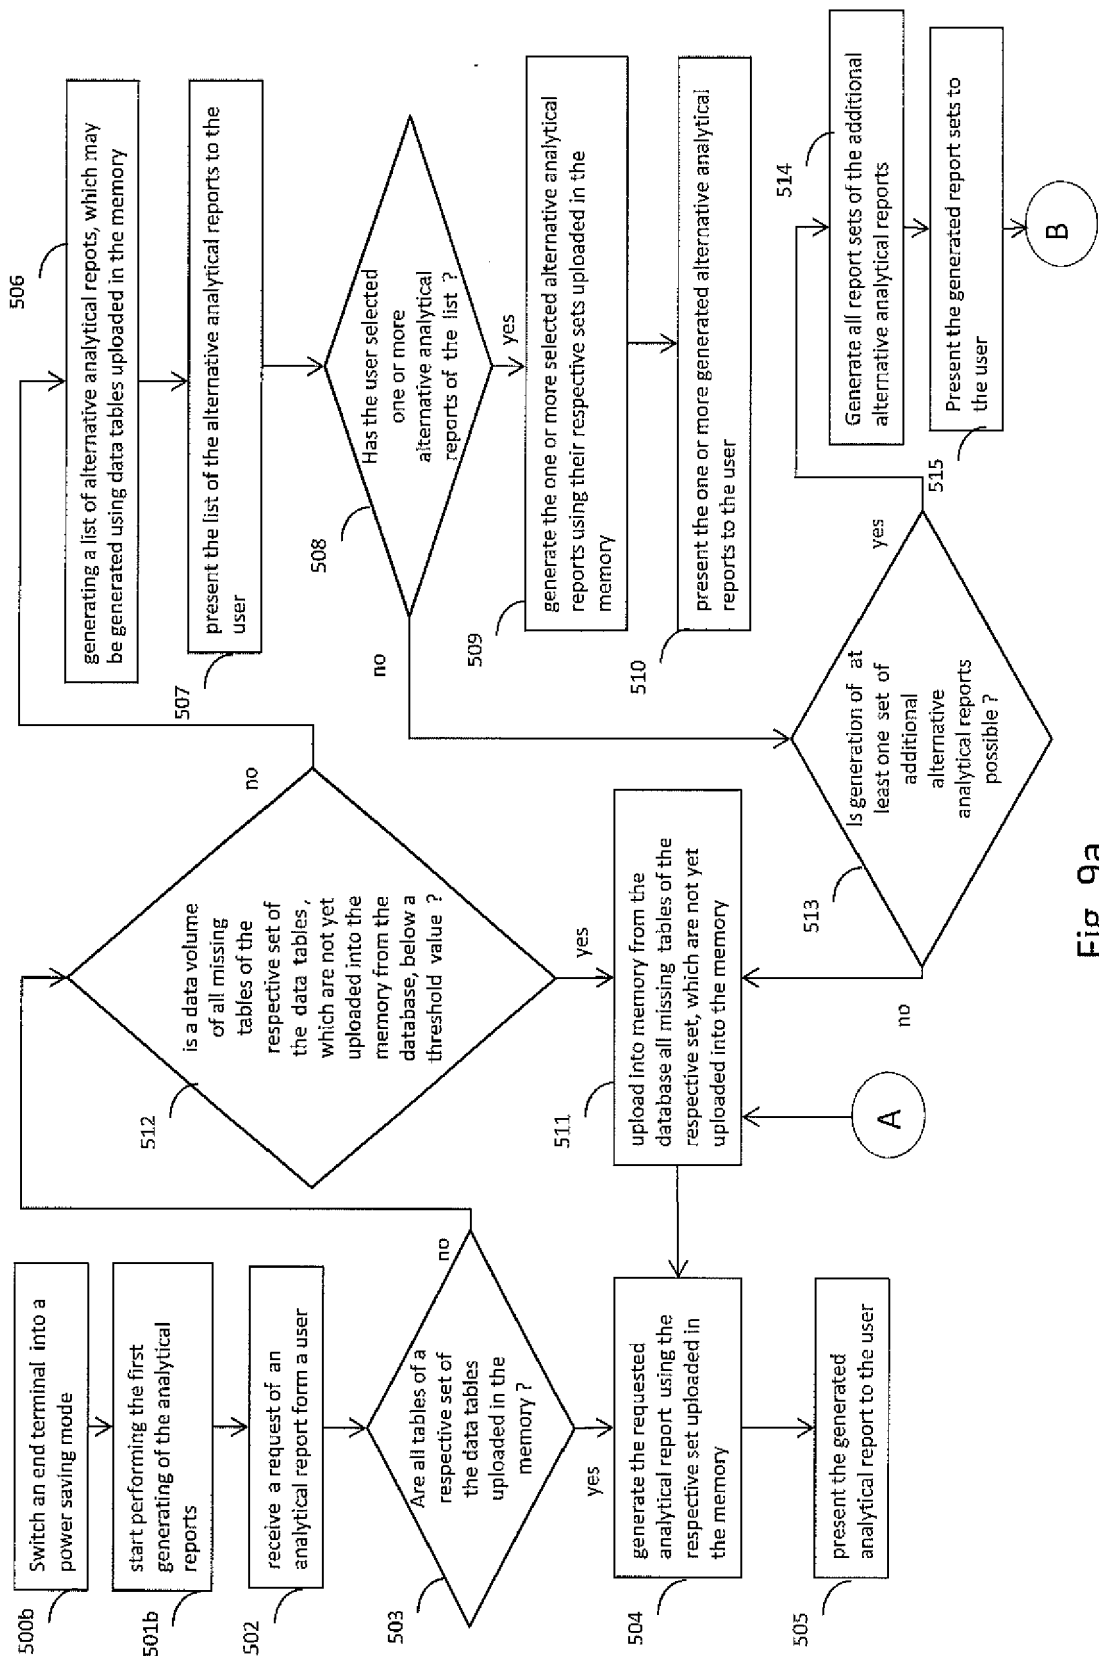 500b
Switch an end terminal into a
power saving mode
501b
start performing the first
generating of the analytical
reports
502
receive a request of an
analytical report form a user
503
Are all tables of a
respective set of
the data tables
uploaded in the
memory ?
no
yes
504
generate the requested
analytical report using the
respective set uploaded in
the memory
505
present the generated
analytical report to the user
512
is a data volume
of all missing
tables of the
respective set of
the data tables ,
which are not yet
uploaded into the
memory from the
database, below a
threshold value ?
no
yes
511
upload into memory from the
database all missing tables of the
respective set, which are not yet
uploaded into the memory
A
506
generating a list of alternative analytical repots, which may
be generated using data tables uploaded in the memory
507
present the list of the alternative analytical reports to the
user
508
Has the user selected
one or more
alternative analytical
reports of the list ?
no
yes
509
generate the one or more selected alternative analytical
reports using their respective sets uploaded in the
memory
510
present the one or more generated alternative analytical
reports to the user
513
Is generation of at
least one set of
additional
alternative
analytical reports
possible ?
no
yes
514
Generate all report sets of the additional
alternative analytical reports
515
Present the generated report sets to
the user
B
Fig. 9a